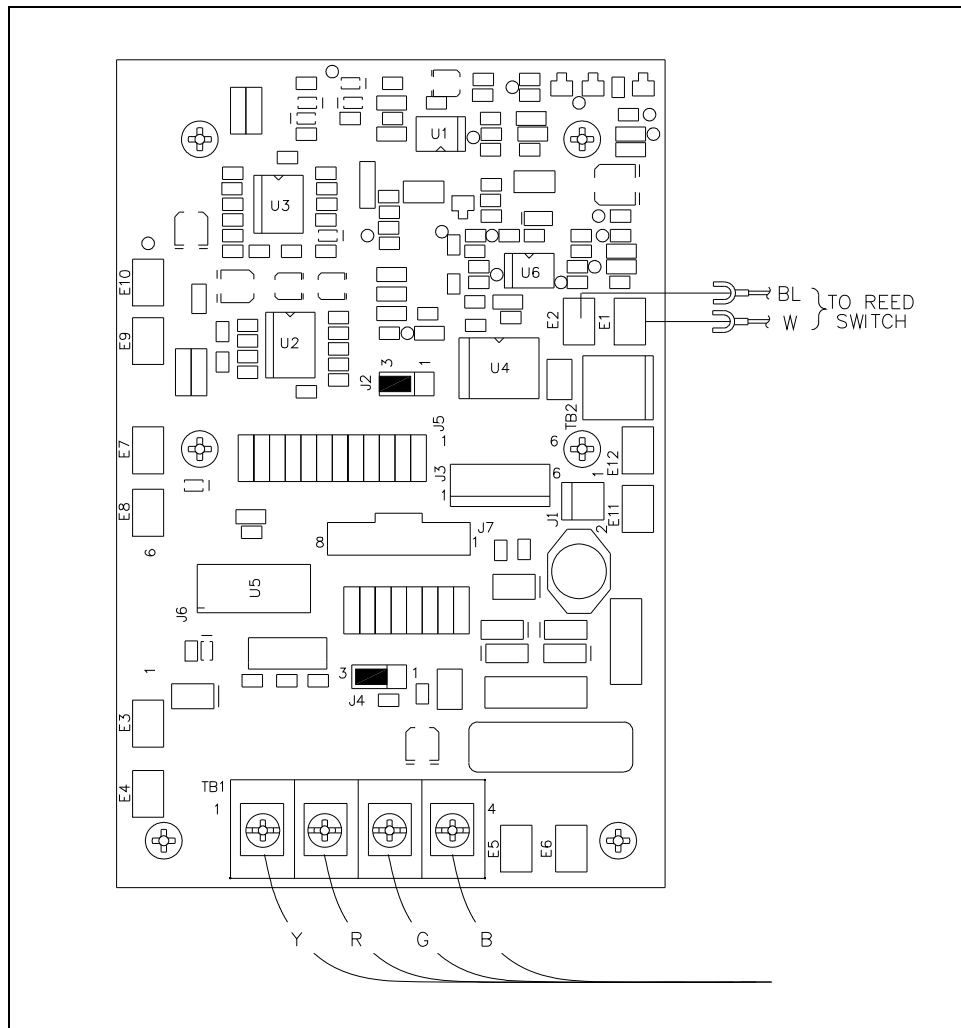 U1
U3
E10
U6
BL
TO REED
SWITCH
W
E2
E1
E9
U2
J2
3
1
U4
TB2
J5
1
6
E7
E12
J3
1
6
1
E8
J1
2
E11
6
8
J7
1
U5
J6
1
3
1
J4
E3
E4
TB1
1
4
E5
E6
Y
R
G
B